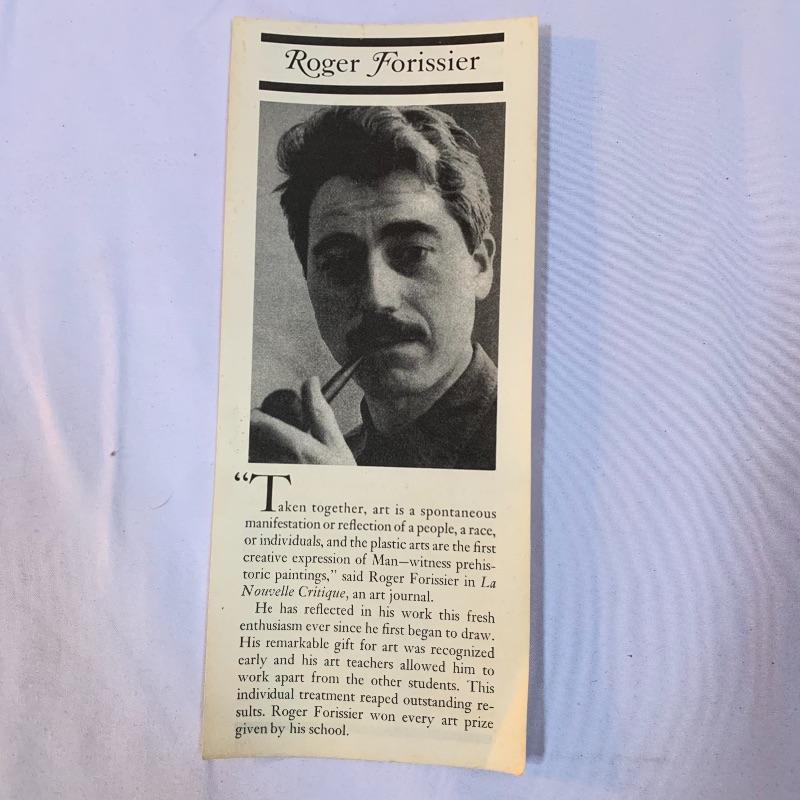 Roger Forissier
"Taken together, art is a spontaneous
manifestation or reflection of a people, a race,
or individuals, and the plastic arts are the first
creative expression of Man—witness prehis-
toric paintings," said Roger Forissier in La
Nouvelle Critique, an art journal.
He has reflected in his work this fresh
enthusiasm ever since he first began to draw.
His remarkable gift for art was recognized
early and his art teachers allowed him to
work apart from the other students. This
individual treatment reaped outstanding re-
sults. Roger Forissier won every art prize
given by his school.